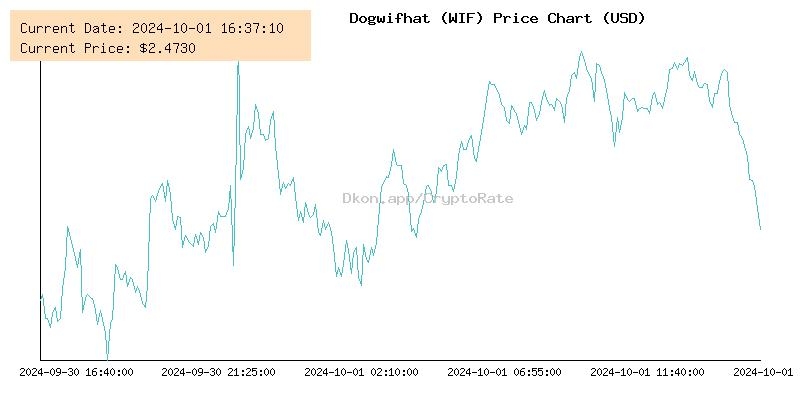 Dogwifhat (WIF) Price Chart (USD)
Current Date: 2024-10-01 16:37:10
Current Price: $2.4730
Dkon.app/CryptoRate
2024-09-30 16:40:00
2024-09-30 21:25:00
2024-10-01 02:10:00
2024-10-01 06:55:00
2024-10-01 11:40:00
2024-10-01